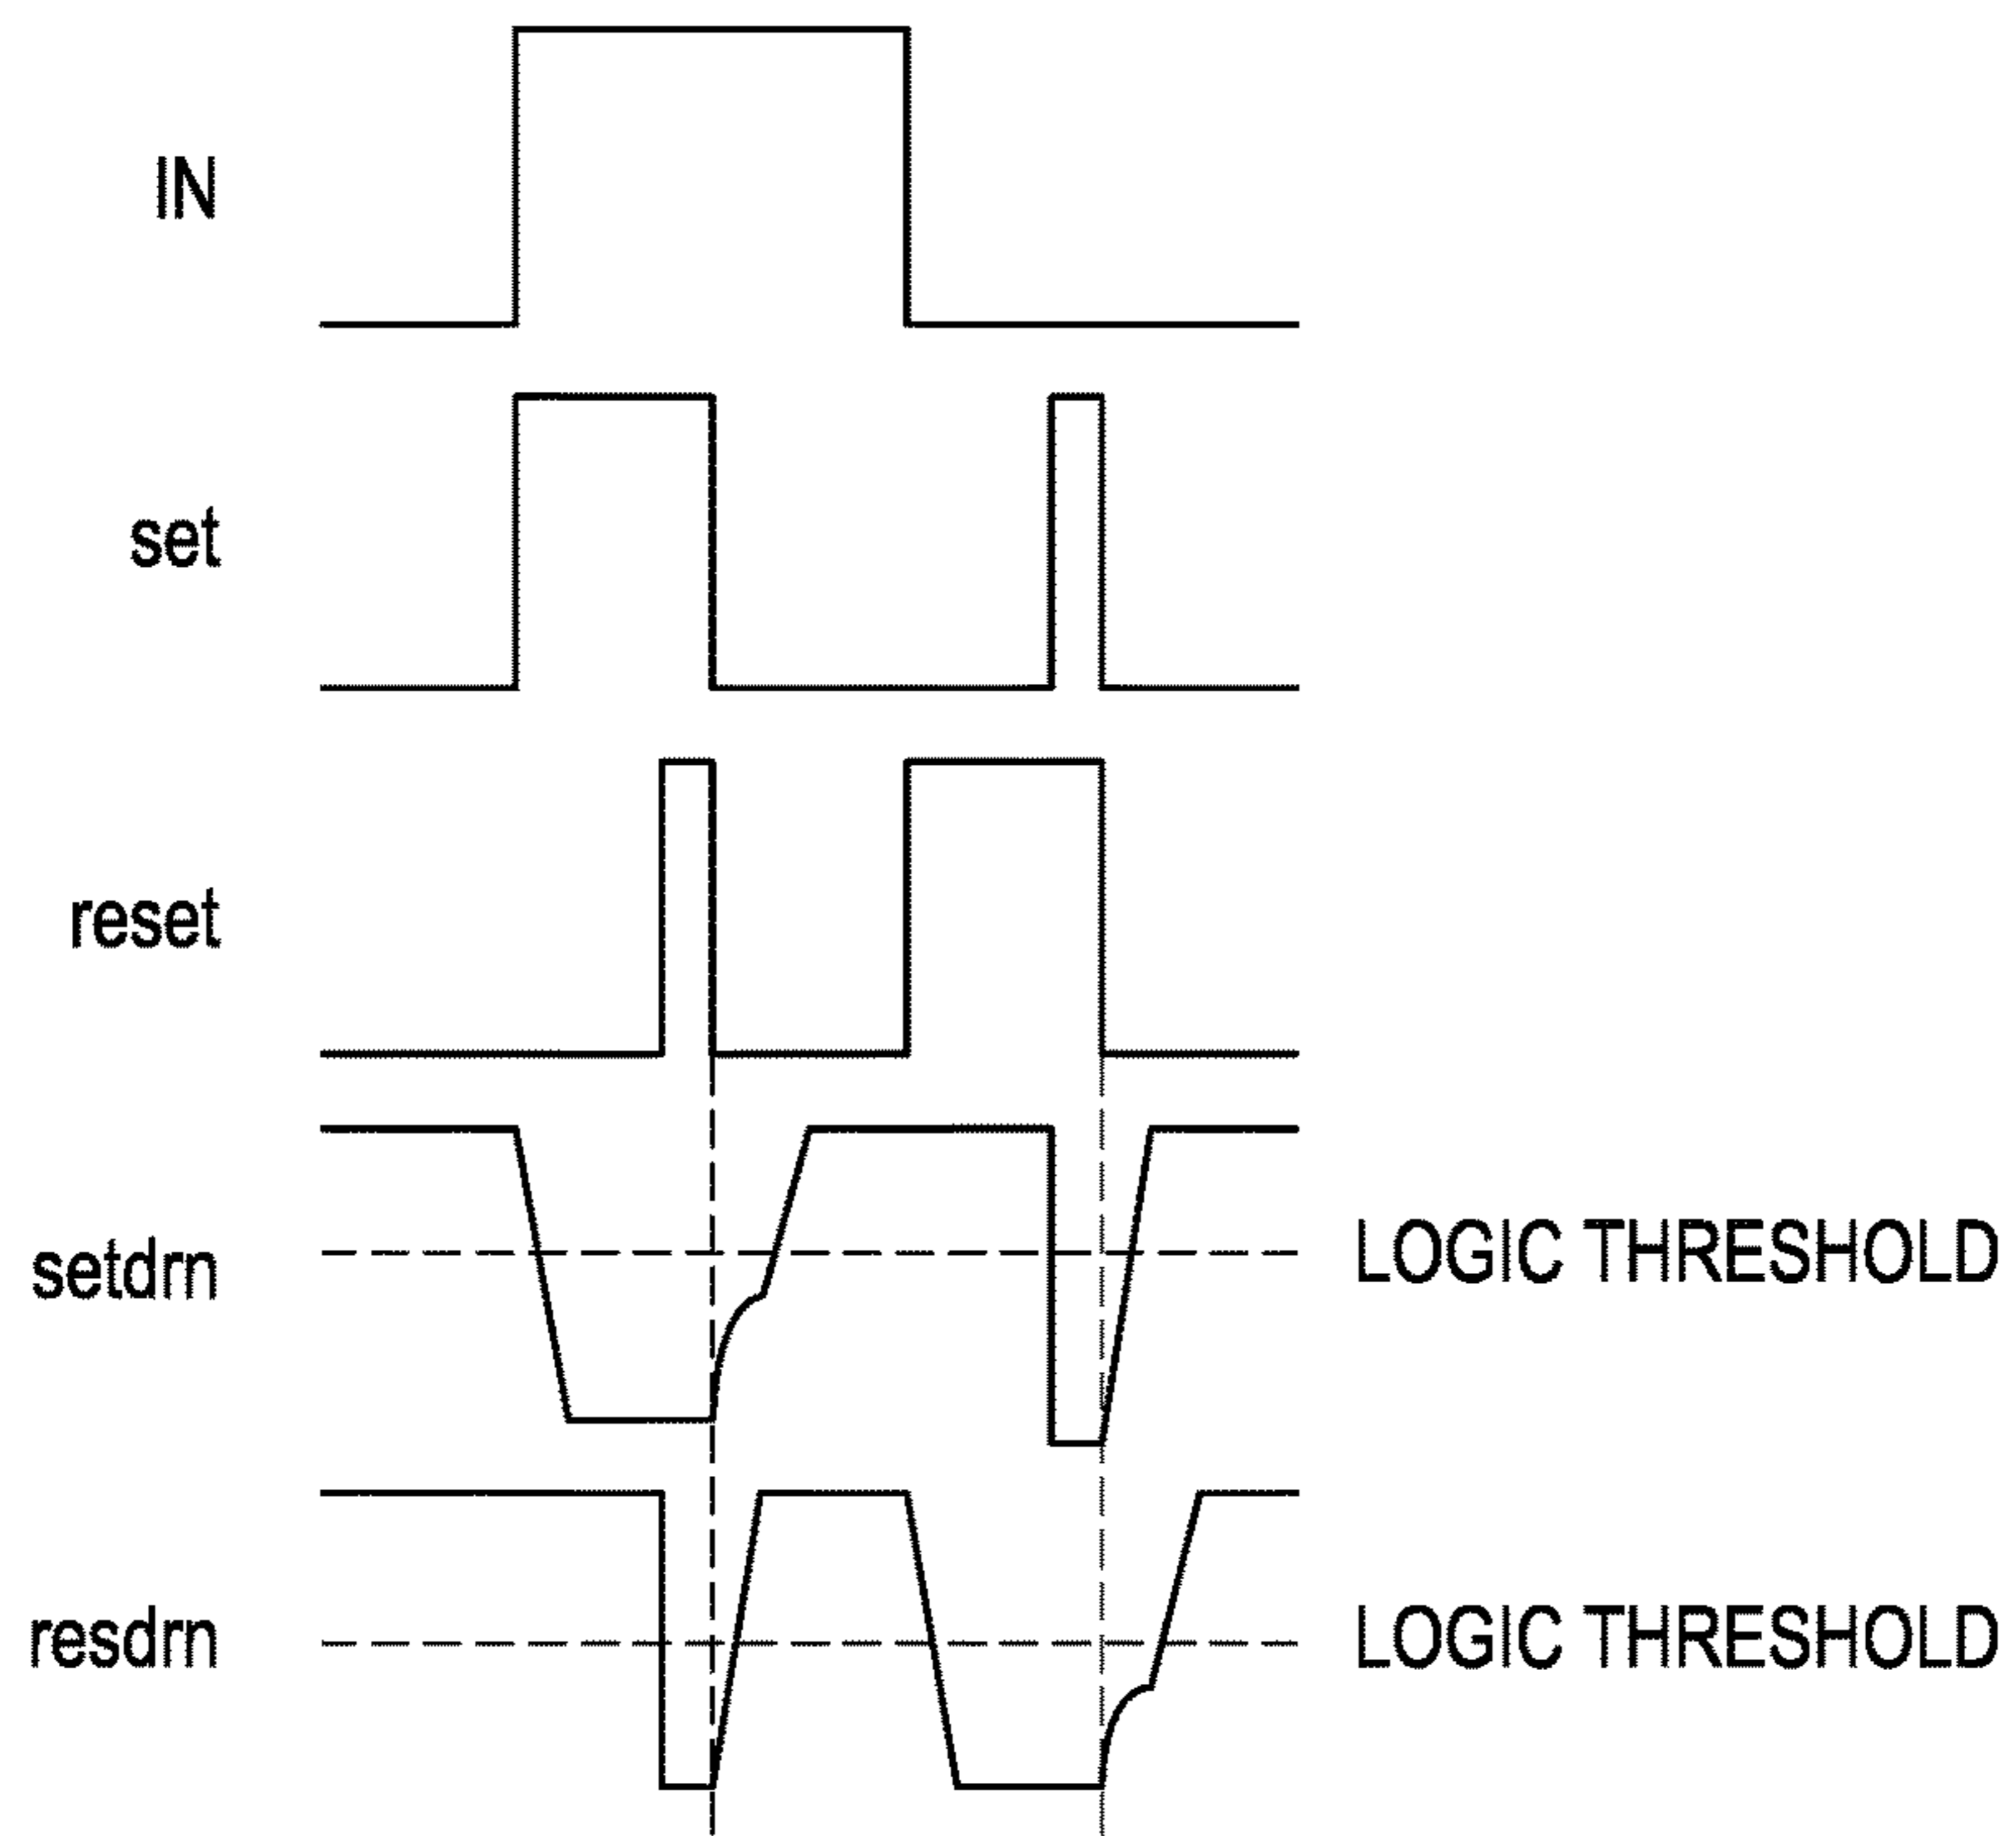 IN
set
reset
setdrn
LOGIC THRESHOLD
resdrn
LOGIC THRESHOLD